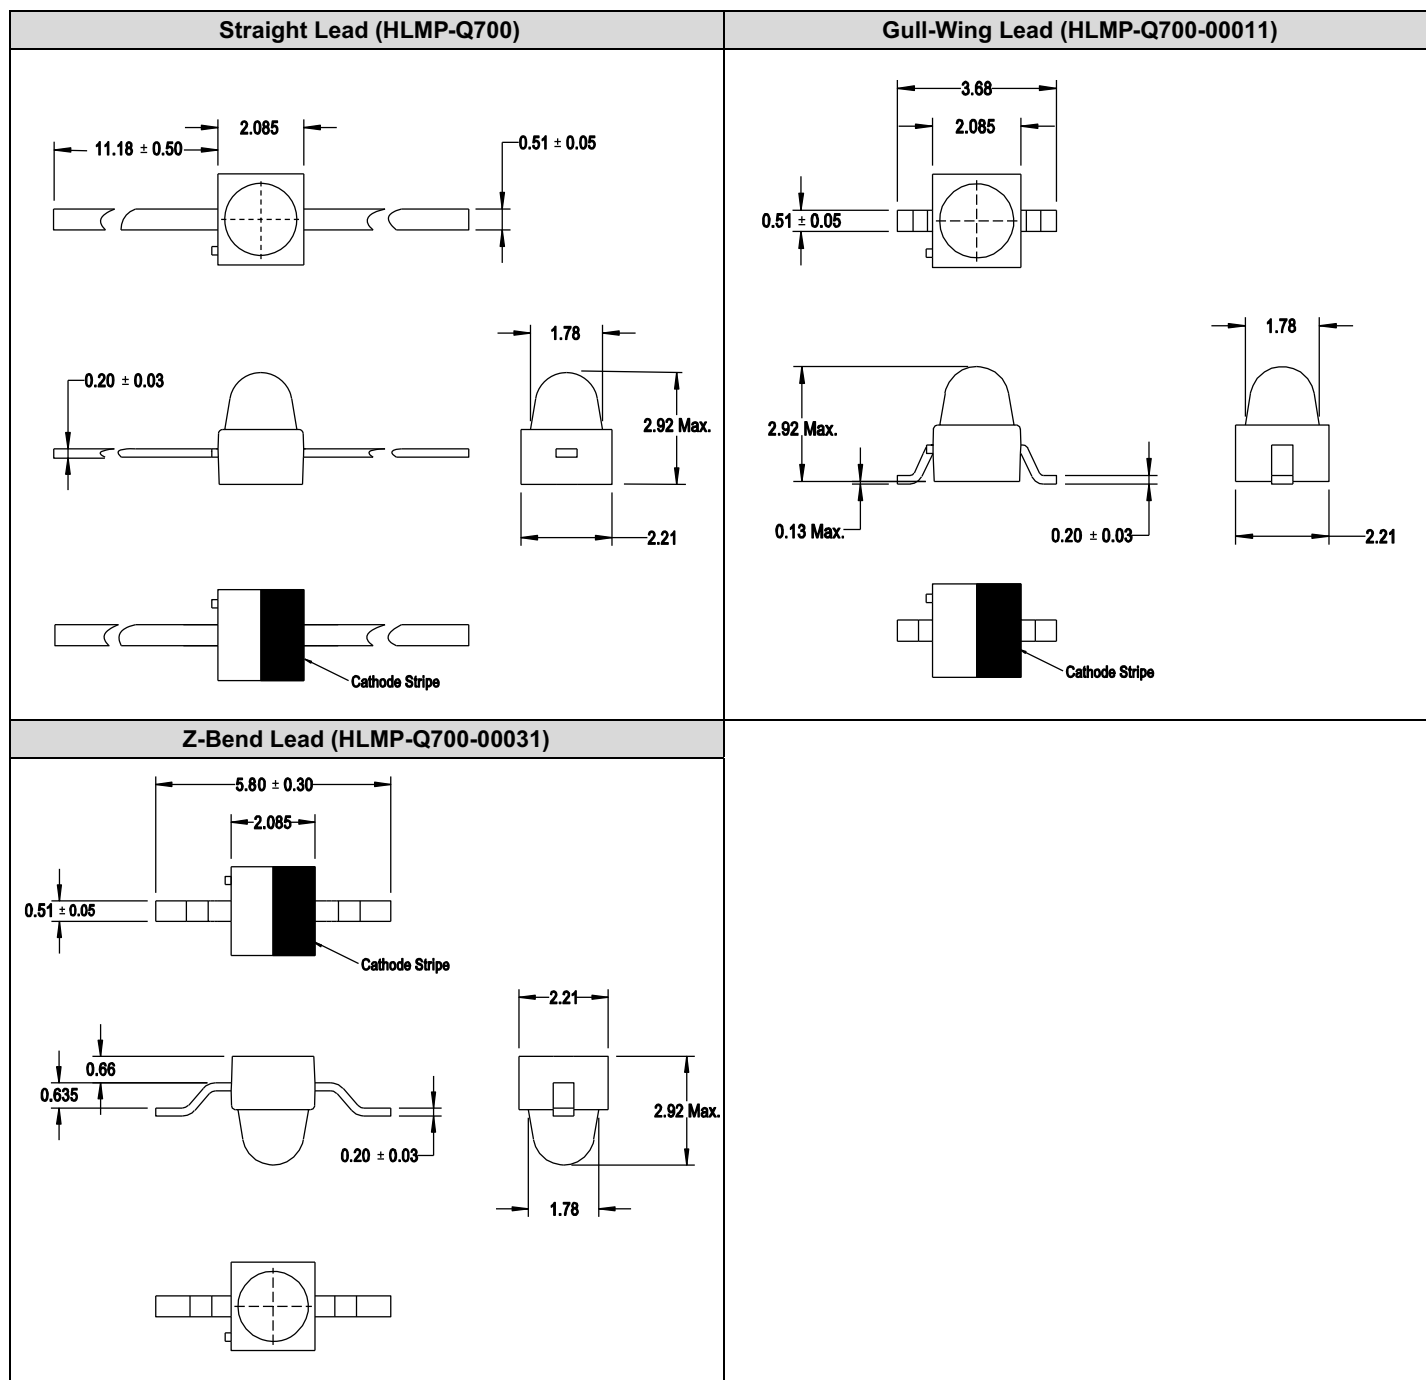 Straight Lead (HLMP-Q700)
2.085
11.18 ± 0.50
0.51 ± 0.05
1.78
0.20 ± 0.03
2.92 Max.
2.21
Cathode Stripe
Gull-Wing Lead (HLMP-Q700-00011)
3.68
2.085
0.51 ± 0.05
1.78
2.92 Max.
0.13 Max.
0.20 ± 0.03
2.21
Cathode Stripe
Z-Bend Lead (HLMP-Q700-00031)
5.80 ± 0.30
2.085
0.51 ± 0.05
Cathode Stripe
2.21
0.66
0.635
2.92 Max.
0.20 ± 0.03
1.78